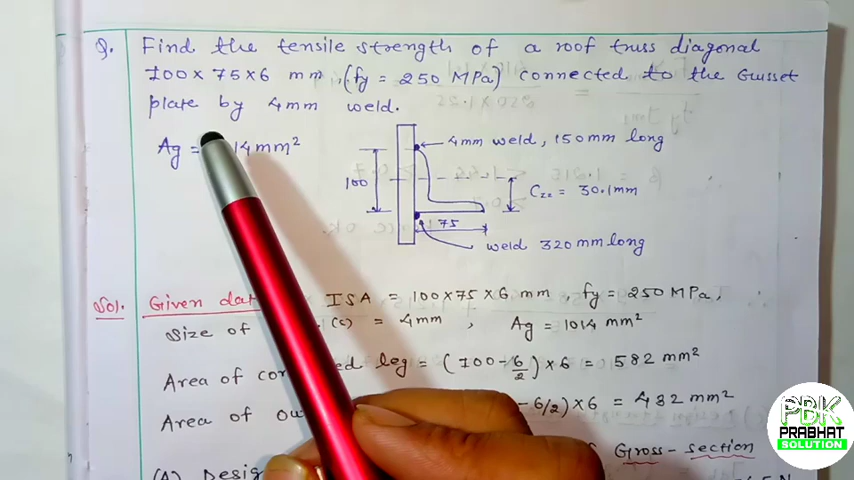 Q. Find the tensile strength of a roof truss diagonal
100 × 75 × 6 mm, (fy = 250 MPa) connected to the Gusset
plate by 4mm weld.
Ag = 14 mm²
4mm weld, 150mm long
100
Czz = 30.1mm
75
weld 320 mm long
Sol. Given dat ISA = 100×75×6 mm, fy = 250 MPa,
Size of (s) = 4mm, Ag = 1014 mm²
Area of con ed leg = (100 - 6/2) × 6 = 582 mm²
Area of ou - 6/2) × 6 = 432 mm²
(A) Desig of Gross-section
PBK
PRABHAT
SOLUTION